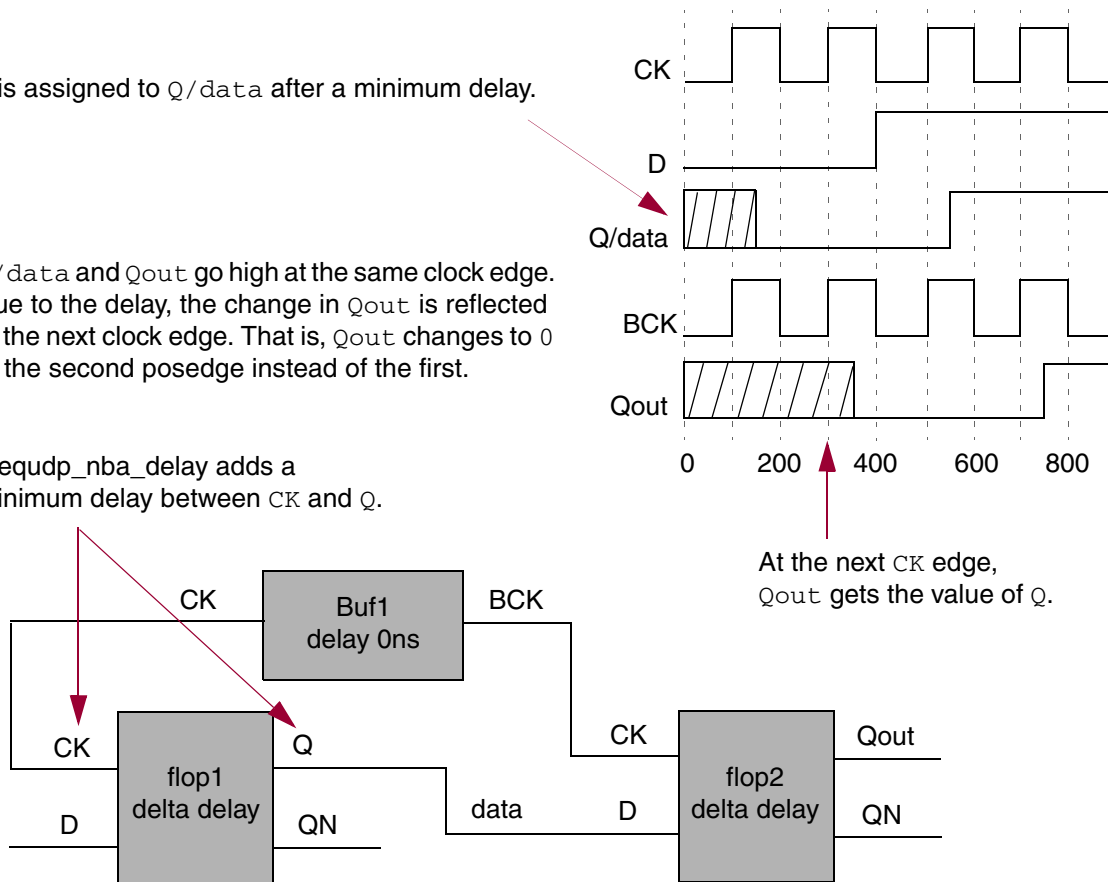 is assigned to Q/data after a minimum delay.
/data and Qout go high at the same clock edge.
ue to the delay, the change in Qout is reflected
the next clock edge. That is, Qout changes to 0
the second posedge instead of the first.
equdp_nba_delay adds a
nimum delay between CK and Q.
CK
D
Q/data
BCK
Qout
0 200 400 600 800
At the next CK edge,
Qout gets the value of Q.
CK
Buf1
delay 0ns
BCK
CK
D
flop1
delta delay
Q
QN
data
CK
D
flop2
delta delay
Qout
QN